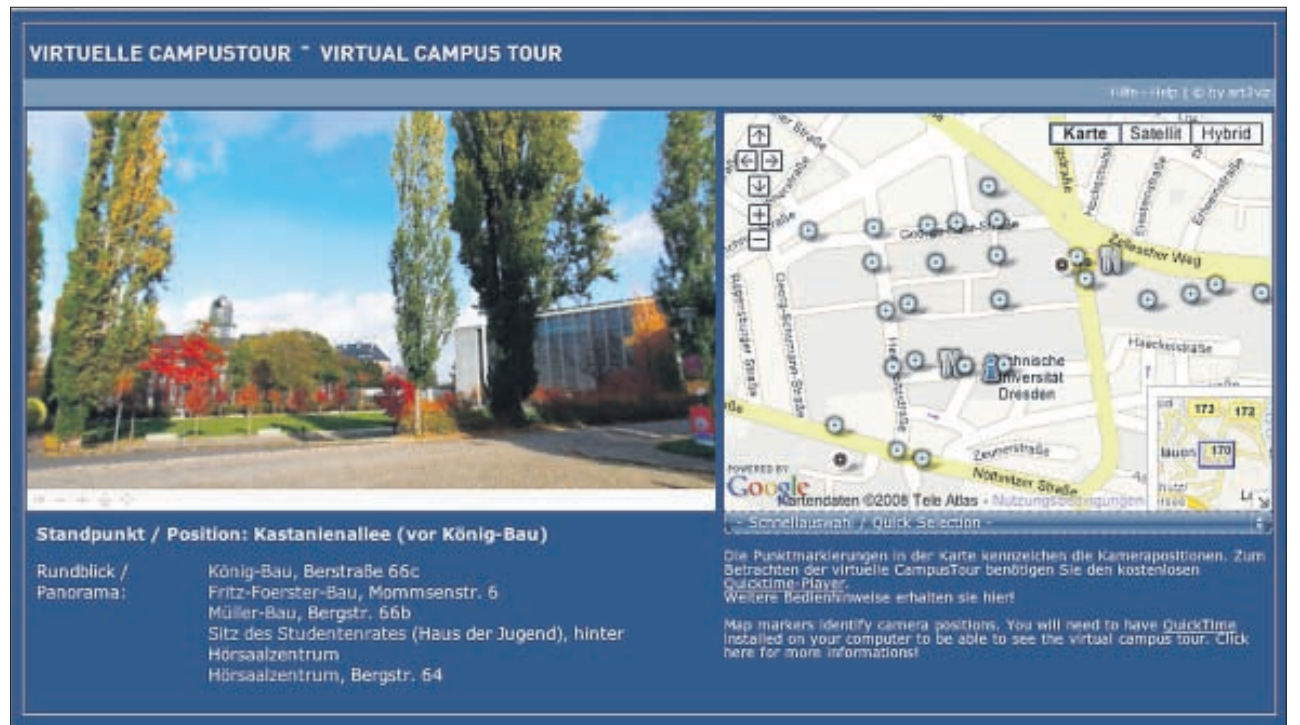 VIRTUELLE CAMPUSTOUR - VIRTUAL CAMPUS TOUR
Hilfe - Help | © by art3viz
Karte Satellit Hybrid
Zellescher Weg
Haeckelstraße
Technische
Universität
Dresden
Zeunerstraße
Nöthnitzer Straße
173 172
170
POWERED BY
Google
Kartendaten ©2008 Tele Atlas - Nutzungsbedingungen
- Schnellauswahl / Quick Selection -
Standpunkt / Position: Kastanienallee (vor König-Bau)
Rundblick / König-Bau, Berstraße 66c
Panorama: Fritz-Foerster-Bau, Mommsenstr. 6
Müller-Bau, Bergstr. 66b
Sitz des Studentenrates (Haus der Jugend), hinter
Hörsaalzentrum
Hörsaalzentrum, Bergstr. 64
Die Punktmarkierungen in der Karte kennzeichen die Kamerapositionen. Zum
Betrachten der virtuelle CampusTour benötigen Sie den kostenlosen
Quicktime-Player.
Weitere Bedienhinweise erhalten sie hier!
Map markers identify camera positions. You will need to have QuickTime
installed on your computer to be able to see the virtual campus tour. Click
here for more informations!